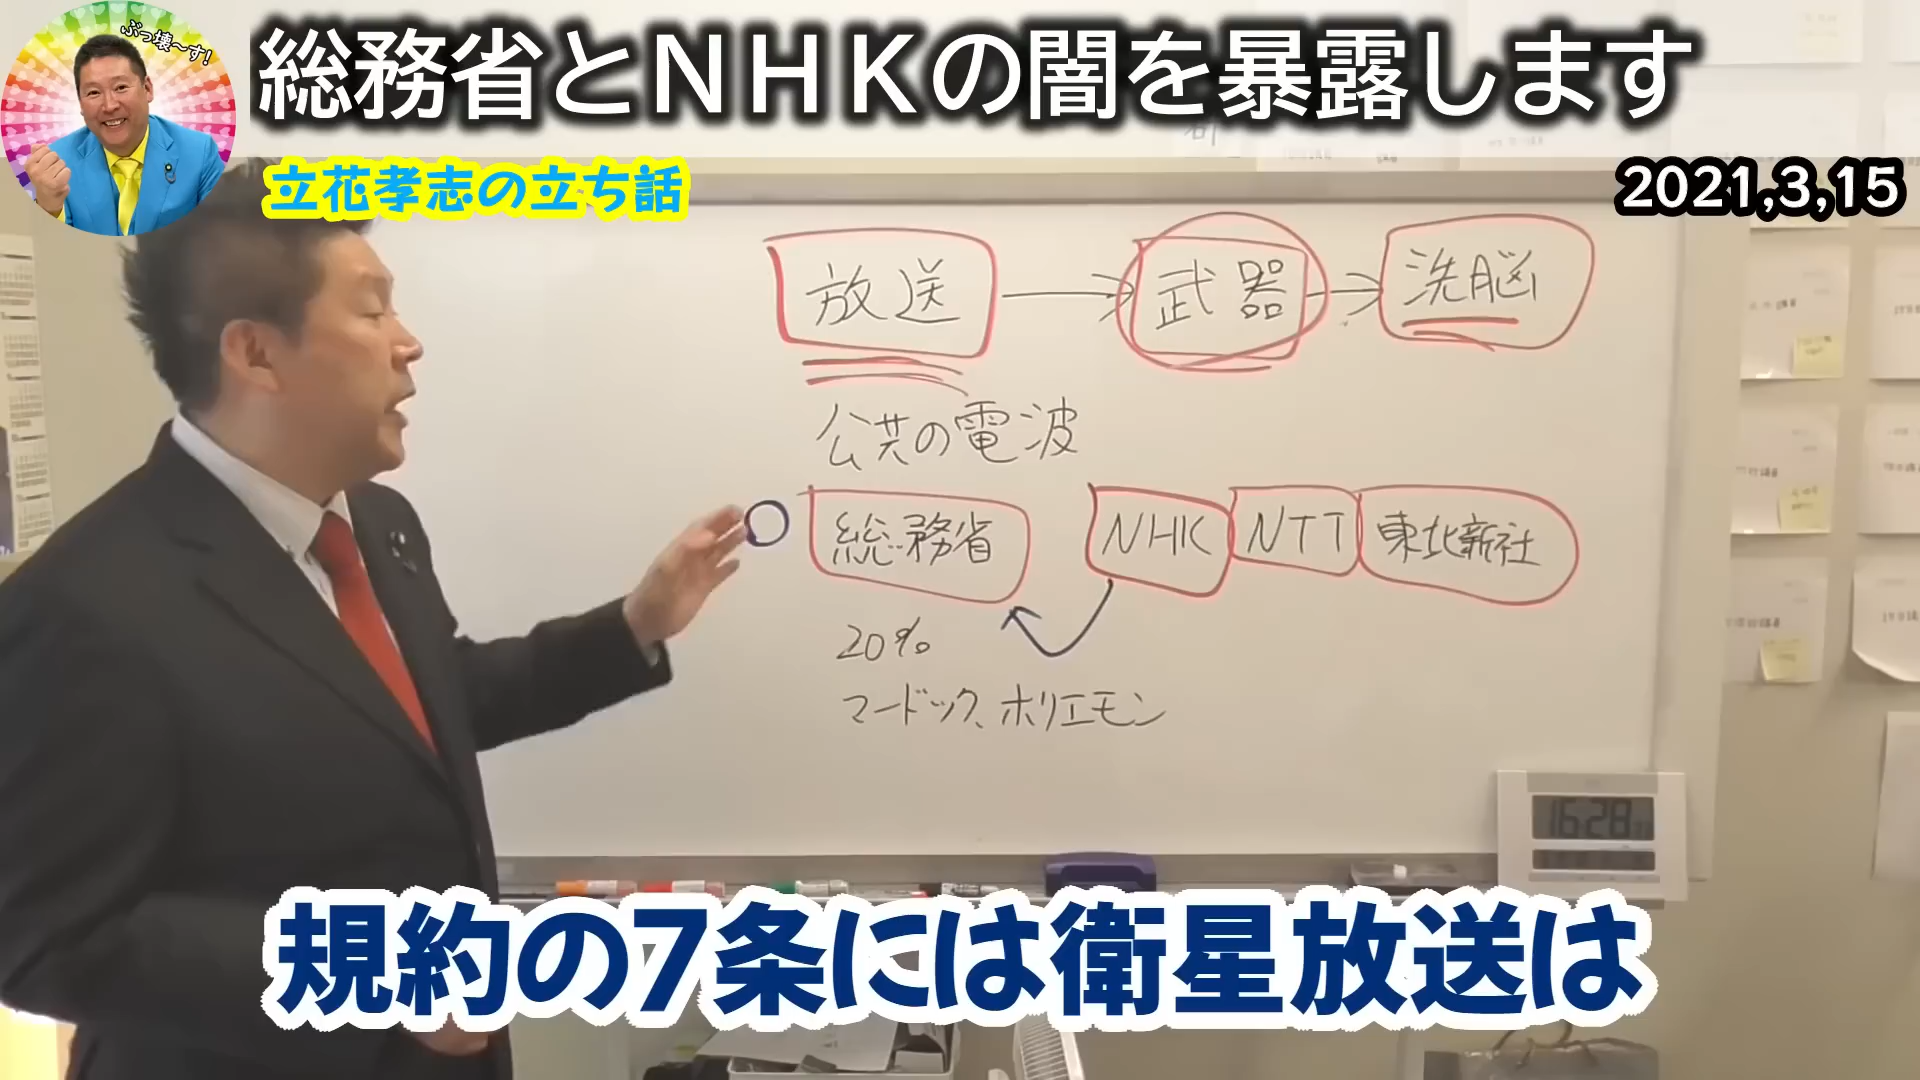 ぶっ壊〜す!
総務省とNHKの闇を暴露します
立花孝志の立ち話
2021,3,15
放送 → 武器 → 洗脳
公共の電波
総務省 NHK NTT 東北新社
20%
マードック、ホリエモン
16:28
規約の7条には衛星放送は